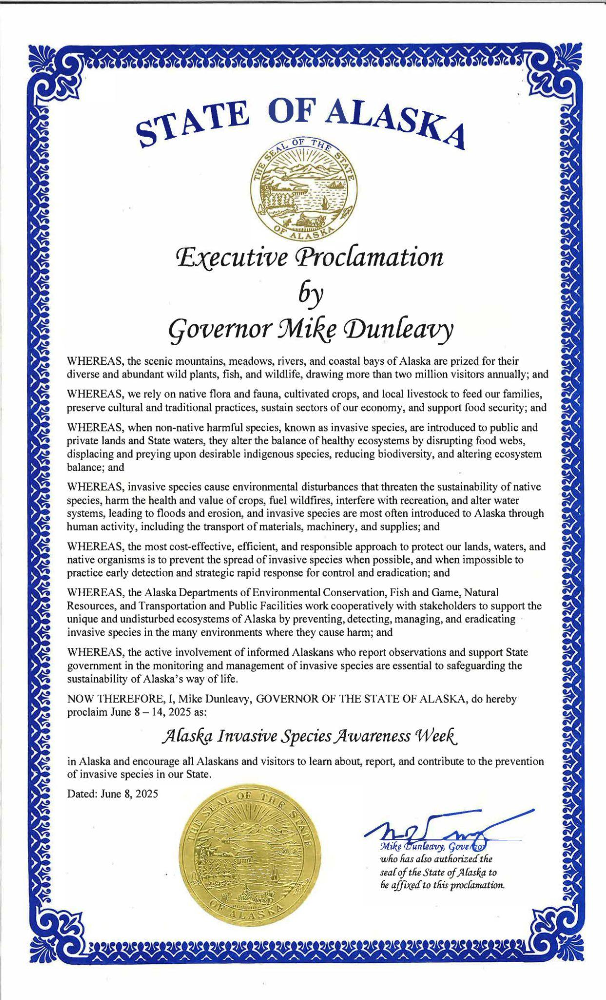 STATE OF ALASKA
THE SEAL OF THE STATE
OF ALASKA
Executive Proclamation
by
Governor Mike Dunleavy
WHEREAS, the scenic mountains, meadows, rivers, and coastal bays of Alaska are prized for their
diverse and abundant wild plants, fish, and wildlife, drawing more than two million visitors annually; and
WHEREAS, we rely on native flora and fauna, cultivated crops, and local livestock to feed our families,
preserve cultural and traditional practices, sustain sectors of our economy, and support food security; and
WHEREAS, when non-native harmful species, known as invasive species, are introduced to public and
private lands and State waters, they alter the balance of healthy ecosystems by disrupting food webs,
displacing and preying upon desirable indigenous species, reducing biodiversity, and altering ecosystem
balance; and
WHEREAS, invasive species cause environmental disturbances that threaten the sustainability of native
species, harm the health and value of crops, fuel wildfires, interfere with recreation, and alter water
systems, leading to floods and erosion, and invasive species are most often introduced to Alaska through
human activity, including the transport of materials, machinery, and supplies; and
WHEREAS, the most cost-effective, efficient, and responsible approach to protect our lands, waters, and
native organisms is to prevent the spread of invasive species when possible, and when impossible to
practice early detection and strategic rapid response for control and eradication; and
WHEREAS, the Alaska Departments of Environmental Conservation, Fish and Game, Natural
Resources, and Transportation and Public Facilities work cooperatively with stakeholders to support the
unique and undisturbed ecosystems of Alaska by preventing, detecting, managing, and eradicating
invasive species in the many environments where they cause harm; and
WHEREAS, the active involvement of informed Alaskans who report observations and support State
government in the monitoring and management of invasive species are essential to safeguarding the
sustainability of Alaska's way of life.
NOW THEREFORE, I, Mike Dunleavy, GOVERNOR OF THE STATE OF ALASKA, do hereby
proclaim June 8 – 14, 2025 as:
Alaska Invasive Species Awareness Week
in Alaska and encourage all Alaskans and visitors to learn about, report, and contribute to the prevention
of invasive species in our State.
Dated: June 8, 2025
THE SEAL OF THE STATE
OF ALASKA
Mike Dunleavy, Governor
who has also authorized the
seal of the State of Alaska to
be affixed to this proclamation.